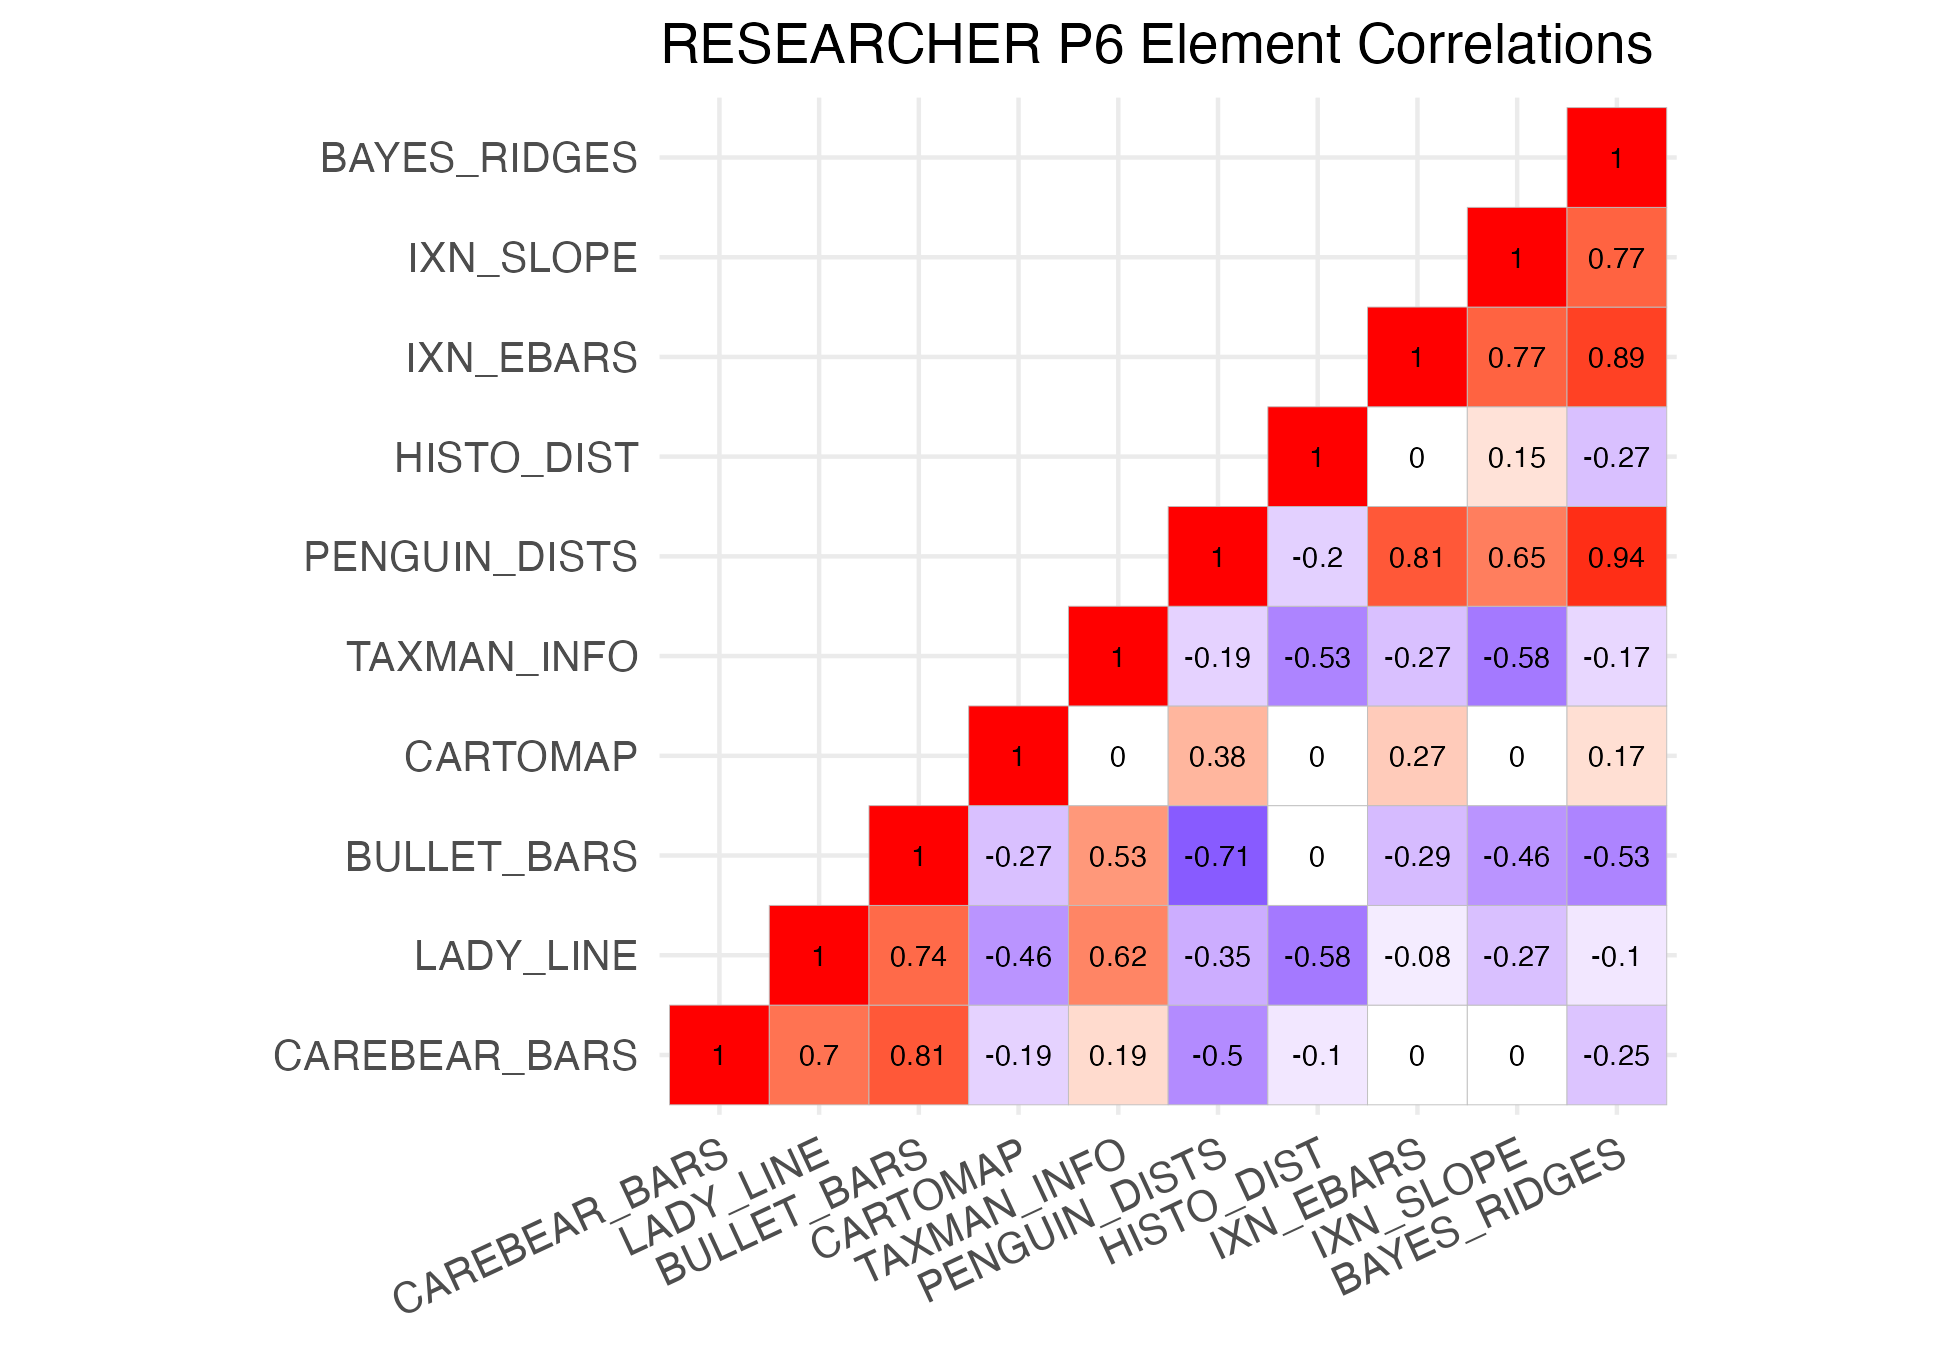 RESEARCHER P6 Element Correlations
BAYES_RIDGES 1
IXN_SLOPE 1 0.77
IXN_EBARS 1 0.77 0.89
HISTO_DIST 1 0 0.15 -0.27
PENGUIN_DISTS 1 -0.2 0.81 0.65 0.94
TAXMAN_INFO 1 -0.19 -0.53 -0.27 -0.58 -0.17
CARTOMAP 1 0 0.38 0 0.27 0 0.17
BULLET_BARS 1 -0.27 0.53 -0.71 0 -0.29 -0.46 -0.53
LADY_LINE 1 0.74 -0.46 0.62 -0.35 -0.58 -0.08 -0.27 -0.1
CAREBEAR_BARS 1 0.7 0.81 -0.19 0.19 -0.5 -0.1 0 0 -0.25
CAREBEAR_BARS
LADY_LINE
BULLET_BARS
CARTOMAP
TAXMAN_INFO
PENGUIN_DISTS
HISTO_DIST
IXN_EBARS
IXN_SLOPE
BAYES_RIDGES